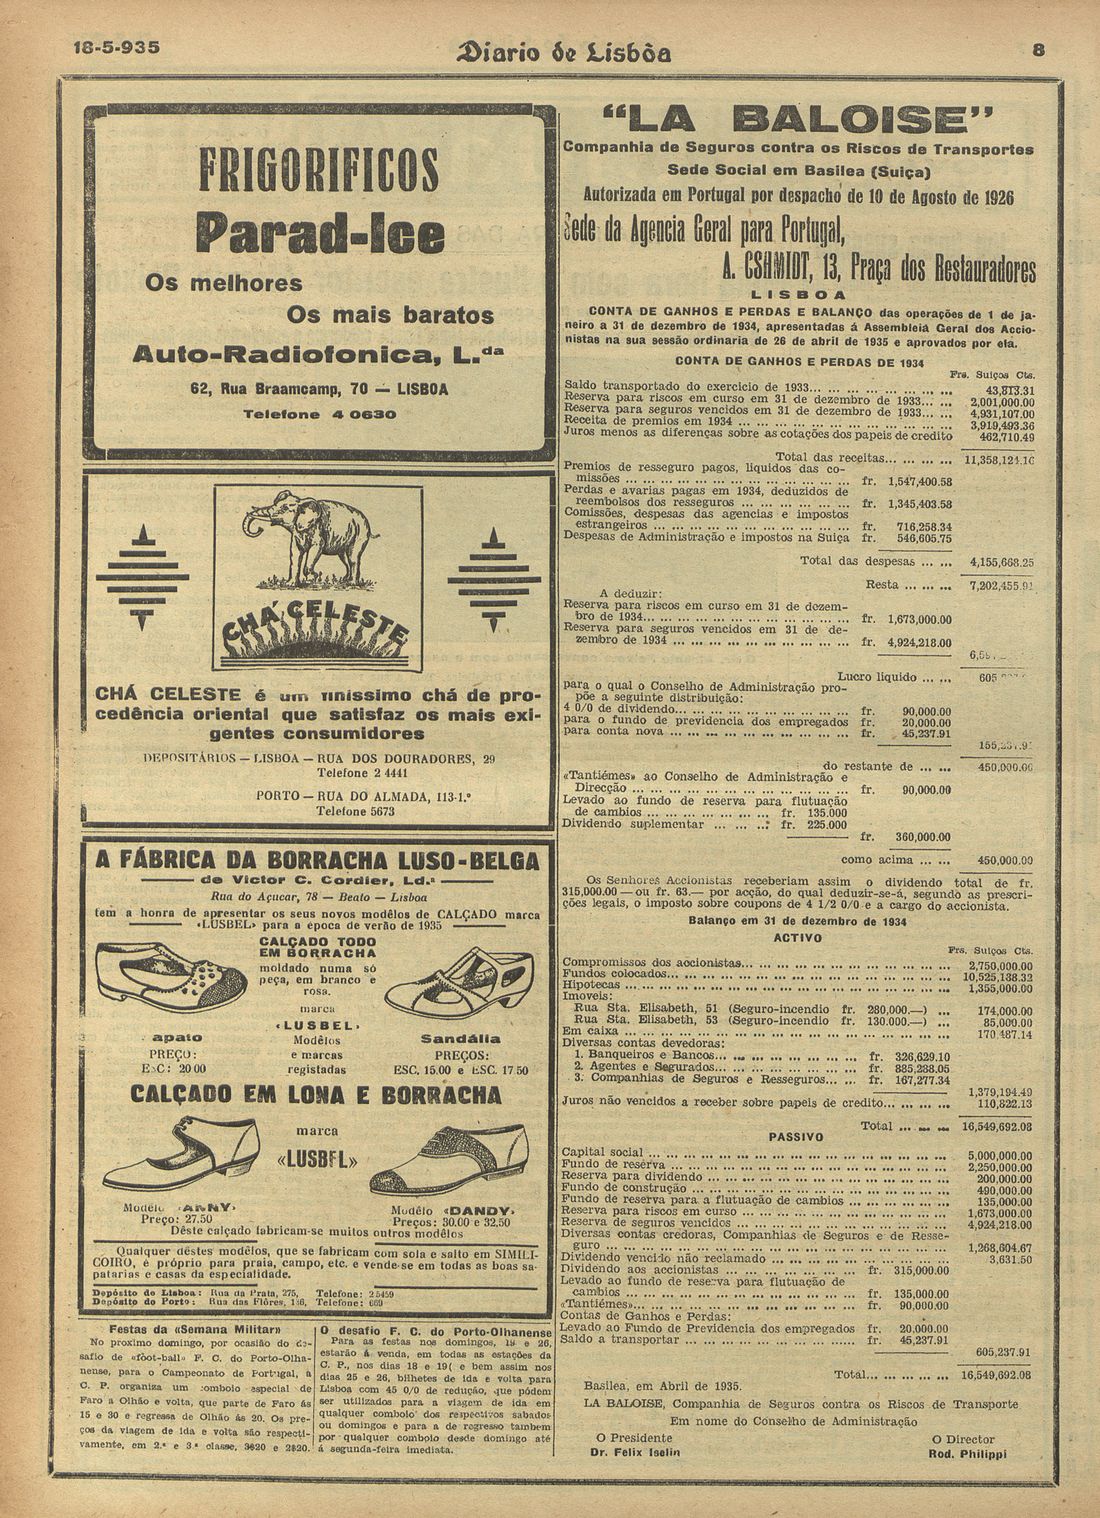 18-5-935
Diario de Lisbôa
8
FRIGORIFICOS
Parad-Ice
Os melhores
Os mais baratos
Auto-Radiofonica, L.da
62, Rua Braamcamp, 70 — LISBOA
Telefone 4 0630
CHÁ CELESTE
CHÁ CELESTE é um finissimo chá de pro-
cedência oriental que satisfaz os mais exi-
gentes consumidores
DEPOSITÁRIOS — LISBOA — RUA DOS DOURADORES, 29
Telefone 2 4441
PORTO — RUA DO ALMADA, 113-1.º
Telefone 5673
A FÁBRICA DA BORRACHA LUSO-BELGA
de Victor C. Cordier, Ld.ª
Rua do Açucar, 78 — Beato — Lisboa
tem a honra de apresentar os seus novos modêlos de CALÇADO marca
«LUSBEL» para a época de verão de 1935
CALÇADO TODO
EM BORRACHA
moldado numa só
peça, em branco e
rosa.
marca
«LUSBEL»
Modêlos
e marcas
registadas
apato
PREÇO:
ESC: 20 00
Sandália
PREÇOS:
ESC. 15.00 e ESC. 17 50
CALÇADO EM LONA E BORRACHA
marca
«LUSBEL»
Modêlo «ANNY»
Preço: 27.50
Modêlo «DANDY»
Preços: 30.00 e 32,50
Dêste calçado fabricam-se muitos outros modêlos
Qualquer dêstes modêlos, que se fabricam com sola e salto em SIMILI-
COIRO, é próprio para praia, campo, etc. e vende-se em todas as boas sa-
patarias e casas da especialidade.
Depósito de Lisboa: Rua da Prata, 275, Telefone: 2 5459
Depósito do Porto: Rua das Flôres, 136, Telefone: 669
Festas da «Semana Militar»
No proximo domingo, por ocasião do de-
safio de «foot-ball» F. C. do Porto-Olha-
nense, para o Campeonato de Portugal, a
C. P. organiza um comboio especial de
Faro a Olhão e volta, que parte de Faro ás
15 e 30 e regressa de Olhão ás 20. Os pre-
ços da viagem de ida e volta são respecti-
vamente, em 2.ª e 3.ª classe, 3$20 e 2$20.
O desafio F. C. do Porto-Olhanense
Para as festas nos domingos, 19 e 26,
estarão á venda, em todas as estações da
C. P., nos dias 18 e 19( e bem assim nos
dias 25 e 26, bilhetes de ida e volta para
Lisboa com 45 0/0 de redução, que pódem
ser utilizados para a viagem de ida em
qualquer comboio dos respectivos sabados
ou domingos e para a de regresso tambem
por qualquer comboio desde domingo até
á segunda-feira imediata.
"LA BALOISE"
Companhia de Seguros contra os Riscos de Transportes
Sede Social em Basilea (Suiça)
Autorizada em Portugal por despacho de 10 de Agosto de 1926
Sede da Agencia Geral para Portugal,
A. CSHMIDT, 13, Praça dos Restauradores
LISBOA
CONTA DE GANHOS E PERDAS E BALANÇO das operações de 1 de ja-
neiro a 31 de dezembro de 1934, apresentadas á Assembleia Geral dos Accio-
nistas na sua sessão ordinaria de 26 de abril de 1935 e aprovados por ela.
CONTA DE GANHOS E PERDAS DE 1934
Frs. Suiços Cts.
Saldo transportado do exercicio de 1933... ... 43,813.31
Reserva para riscos em curso em 31 de dezembro de 1933... ... 2,001,000.00
Reserva para seguros vencidos em 31 de dezembro de 1933... ... 4,931,107.00
Receita de premios em 1934 ... ... 3,919,493.36
Juros menos as diferenças sobre as cotações dos papeis de credito 462,710.49
Total das receitas... ... 11,358,124.16
Premios de resseguro pagos, liquidos das co-
missões ... ... fr. 1,547,400.58
Perdas e avarias pagas em 1934, deduzidos de
reembolsos dos resseguros ... ... fr. 1,345,403.58
Comissões, despesas das agencias e impostos
estrangeiros ... ... fr. 716,258.34
Despesas de Administração e impostos na Suiça fr. 546,605.75
Total das despesas ... ... 4,155,668.25
Resta ... ... 7,202,455.91
A deduzir:
Reserva para riscos em curso em 31 de dezem-
bro de 1934... ... fr. 1,673,000.00
Reserva para seguros vencidos em 31 de de-
zembro de 1934 ... ... fr. 4,924,218.00
Lucro liquido ... ... 605
para o qual o Conselho de Administração pro-
põe a seguinte distribuição:
4 0/0 de dividendo... ... fr. 90,000.00
para o fundo de previdencia dos empregados fr. 20,000.00
para conta nova ... ... fr. 45,237.91
155,237.91
do restante de ... ... 450,000.00
«Tantiémes» ao Conselho de Administração e
Direcção ... ... fr. 90,000.00
Levado ao fundo de reserva para flutuação
de cambios ... ... fr. 135.000
Dividendo suplementar ... ... fr. 225.000
fr. 360,000.00
como acima ... ... 450,000.00
Os Senhores Accionistas receberiam assim o dividendo total de fr.
315,000.00 — ou fr. 63.— por acção, do qual deduzir-se-á, segundo as prescri-
ções legais, o imposto sobre coupons de 4 1/2 0/0 e a cargo do accionista.
Balanço em 31 de dezembro de 1934
ACTIVO
Frs. Suiços Cts.
Compromissos dos accionistas... ... 2,750,000.00
Fundos colocados... ... 10,525,138.32
Hipotecas ... ... 1,355,000.00
Imoveis:
Rua Sta. Elisabeth, 51 (Seguro-incendio fr. 280,000.—) ... 174,000.00
Rua Sta. Elisabeth, 53 (Seguro-incendio fr. 130.000.—) ... 85,000.00
Em caixa ... ... 170,487.14
Diversas contas devedoras:
1. Banqueiros e Bancos... ... fr. 326,629.10
2. Agentes e Segurados... ... fr. 885,288.05
3. Companhias de Seguros e Resseguros... ... fr. 167,277.34
1,379,194.49
Juros não vencidos a receber sobre papeis de credito... ... 110,822.13
Total ... ... 16,549,692.08
PASSIVO
Capital social ... ... 5,000,000.00
Fundo de reserva ... ... 2,250,000.00
Reserva para dividendo ... ... 200,000.00
Fundo de construção ... ... 490,000.00
Fundo de reserva para a flutuação de cambios ... ... 135,000.00
Reserva para riscos em curso ... ... 1,673,000.00
Reserva de seguros vencidos ... ... 4,924,218.00
Diversas contas credoras, Companhias de Seguros e de Resse-
guro ... ... 1,268,604.67
Dividendo vencido não reclamado ... ... 3,631.50
Dividendo aos accionistas ... ... fr. 315,000.00
Levado ao fundo de reserva para flutuação de
cambios ... ... fr. 135,000.00
«Tantiémes»... ... fr. 90,000.00
Contas de Ganhos e Perdas:
Levado ao Fundo de Previdencia dos empregados fr. 20.000.00
Saldo a transportar ... ... fr. 45,237.91
605,237.91
Total... ... 16,549,692.08
Basilea, em Abril de 1935.
LA BALOISE, Companhia de Seguros contra os Riscos de Transporte
Em nome do Conselho de Administração
O Presidente
Dr. Felix Iselin
O Director
Rod. Philippi